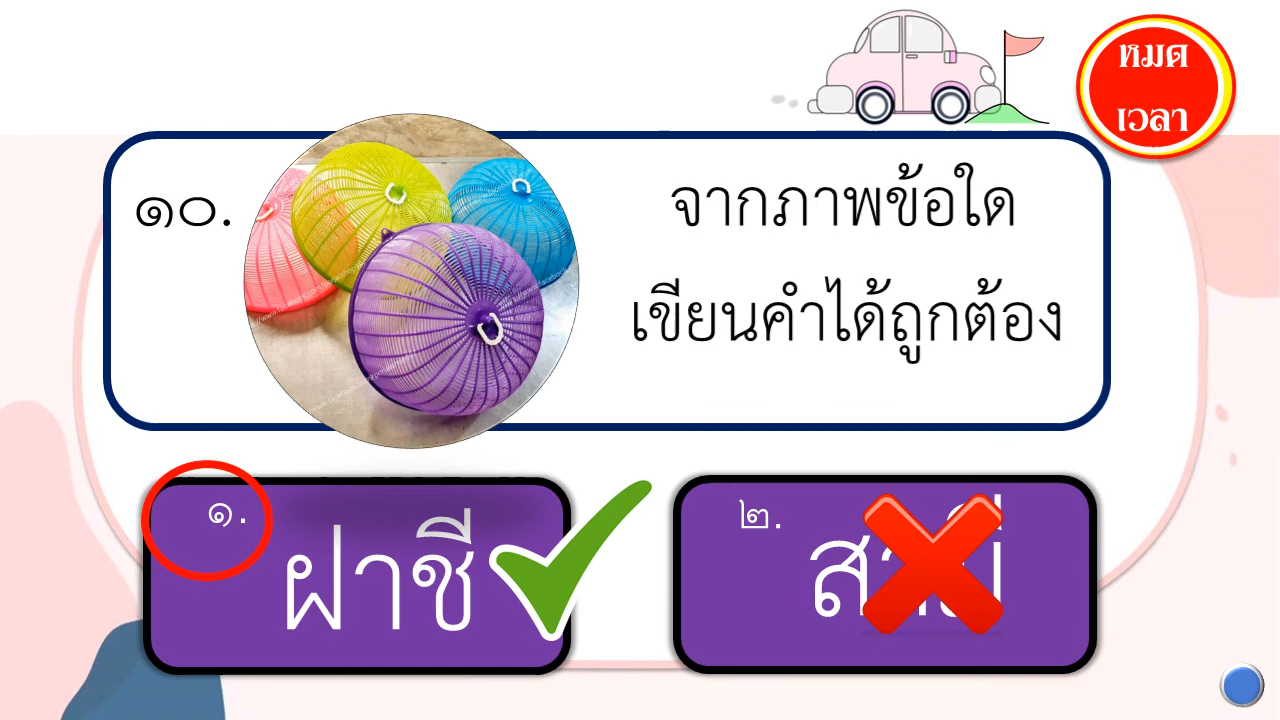 หมด
เวลา
๑๐.
จากภาพข้อใด
เขียนคำได้ถูกต้อง
๑.
ฝาชี
๒.